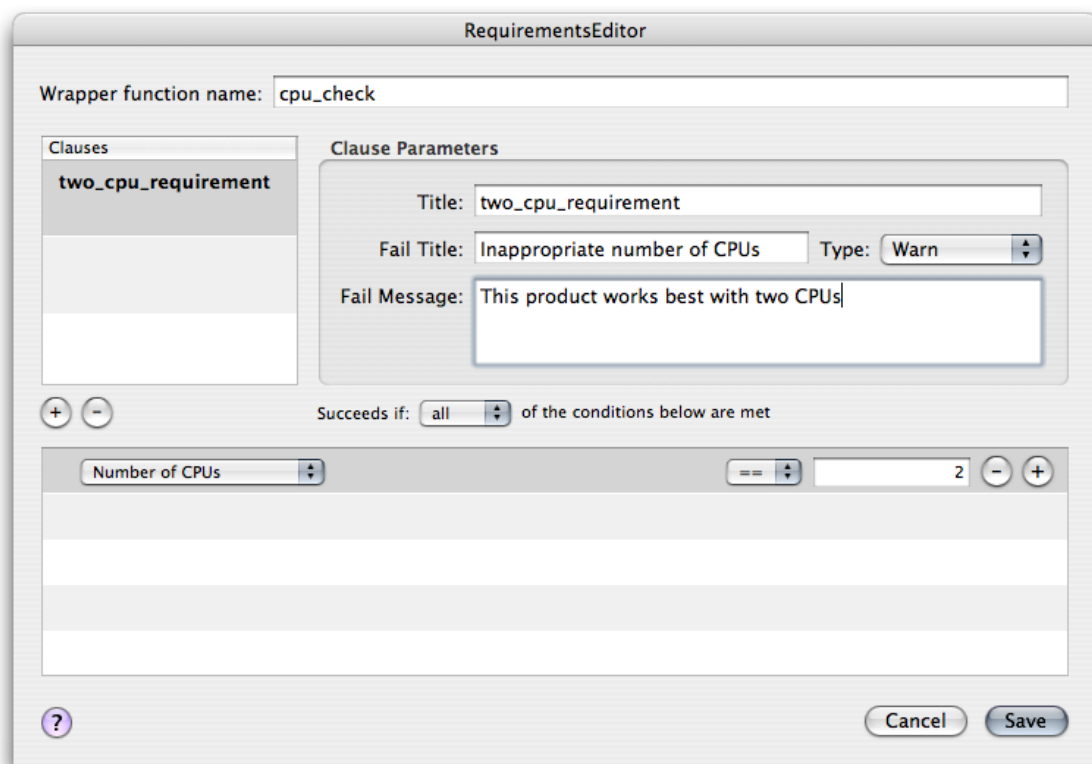 RequirementsEditor
Wrapper function name: cpu_check
Clauses
two_cpu_requirement
Clause Parameters
Title: two_cpu_requirement
Fail Title: Inappropriate number of CPUs Type: Warn
Fail Message: This product works best with two CPUs
+ -
Succeeds if: all of the conditions below are met
Number of CPUs == 2 - +
? Cancel Save